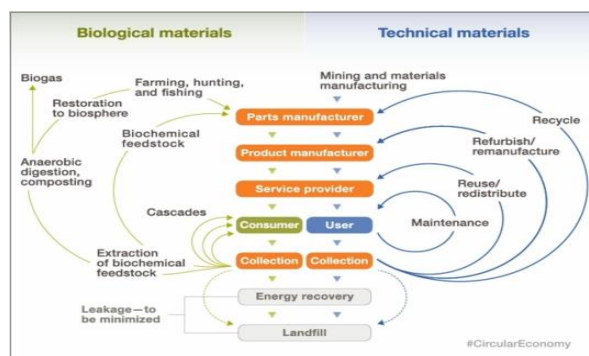 Biological materials
Technical materials
Biogas
Farming, hunting,
and fishing
Mining and materials
manufacturing
Restoration
to biosphere
Parts manufacturer
Recycle
Biochemical
feedstock
Refurbish/
remanufacture
Product manufacturer
Anaerobic
digestion,
composting
Reuse/
redistribute
Service provider
Cascades
Consumer
User
Maintenance
Extraction
of biochemical
feedstock
Collection
Collection
Energy recovery
Leakage—to
be minimized
Landfill
#CircularEconomy